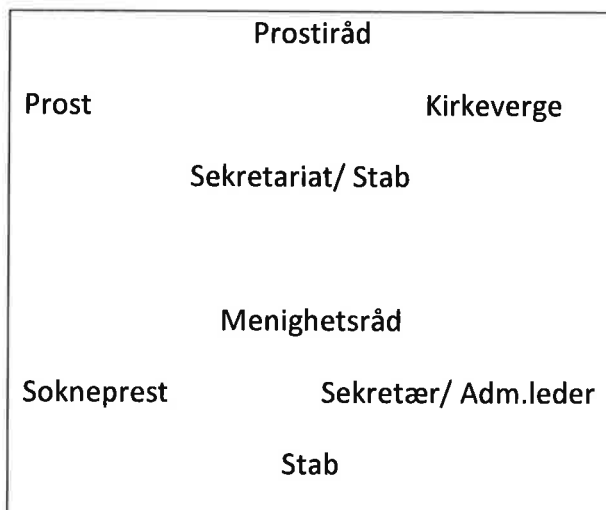 Prostiråd
Prost Kirkeverge
Sekretariat/ Stab
Menighetsråd
Sokneprest Sekretær/ Adm.leder
Stab